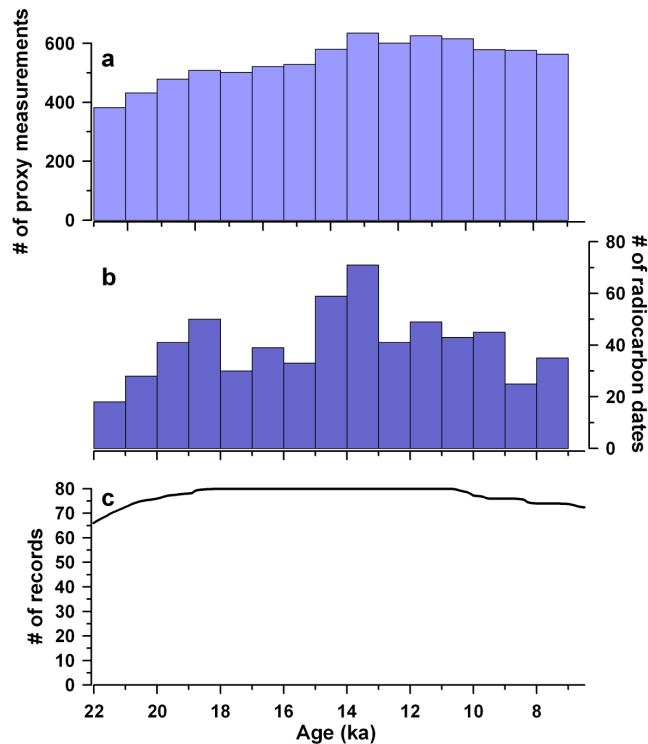 a
# of proxy measurements
600
400
200
0
b
# of radiocarbon dates
80
60
40
20
0
c
# of records
80
70
60
50
40
30
20
10
0
22 20 18 16 14 12 10 8
Age (ka)